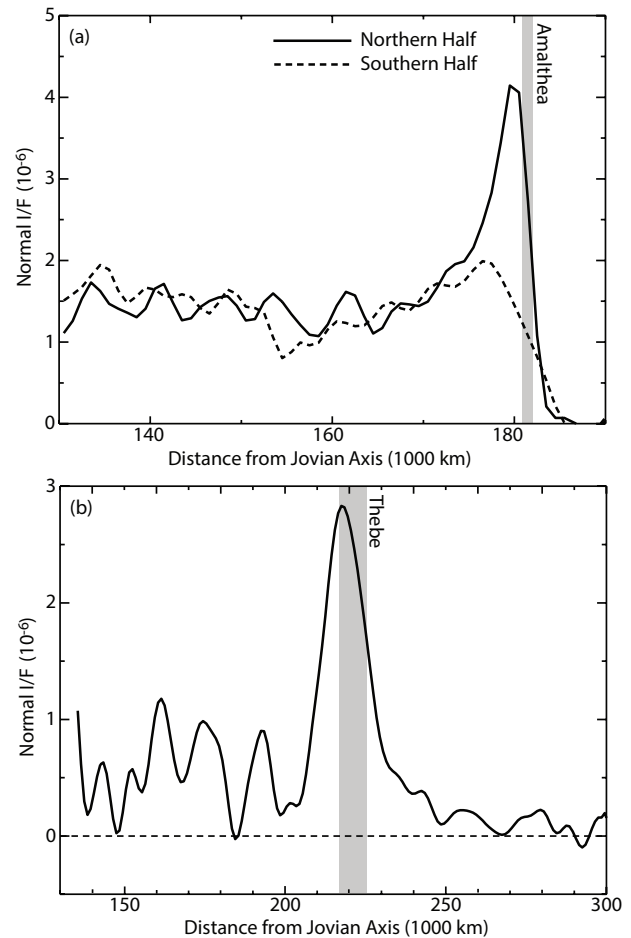 (a)
Northern Half
Southern Half
Amalthea
5
4
3
2
1
0
Normal I/F (10-6)
140
160
180
Distance from Jovian Axis (1000 km)
(b)
Thebe
3
2
1
0
Normal I/F (10-6)
150
200
250
300
Distance from Jovian Axis (1000 km)